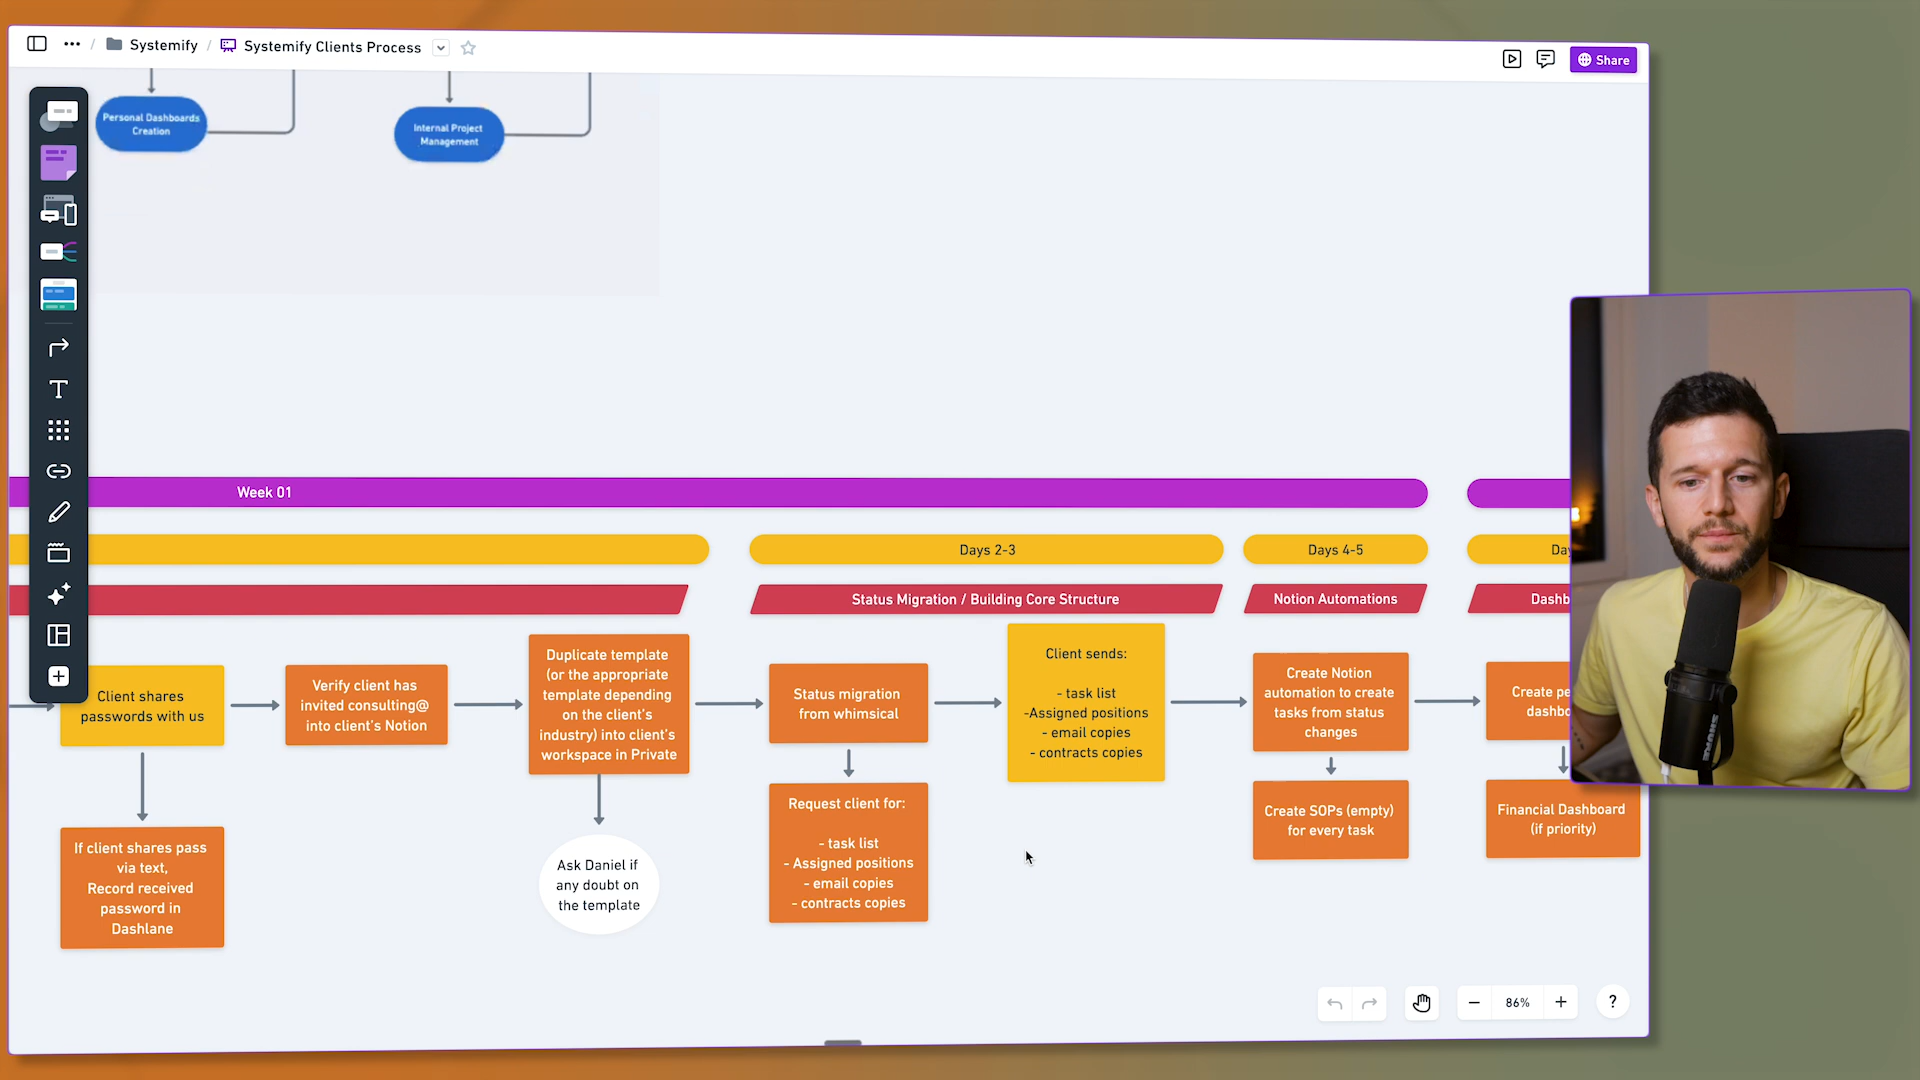 Systemify / Systemify Clients Process
Share
Personal Dashboards
Creation
Internal Project
Management
Week 01
Days 2-3
Days 4-5
Status Migration / Building Core Structure
Notion Automations
Client shares
passwords with us
Verify client has
invited consulting@
into client's Notion
Duplicate template
(or the appropriate
template depending
on the client's
industry) into client's
workspace in Private
Status migration
from whimsical
Client sends:
- task list
-Assigned positions
- email copies
- contracts copies
Create Notion
automation to create
tasks from status
changes
Create
If client shares pass
via text,
Record received
password in
Dashlane
Ask Daniel if
any doubt on
the template
Request client for:
- task list
- Assigned positions
- email copies
- contracts copies
Create SOPs (empty)
for every task
Financial Dashboard
(if priority)
86%
?
SHURE